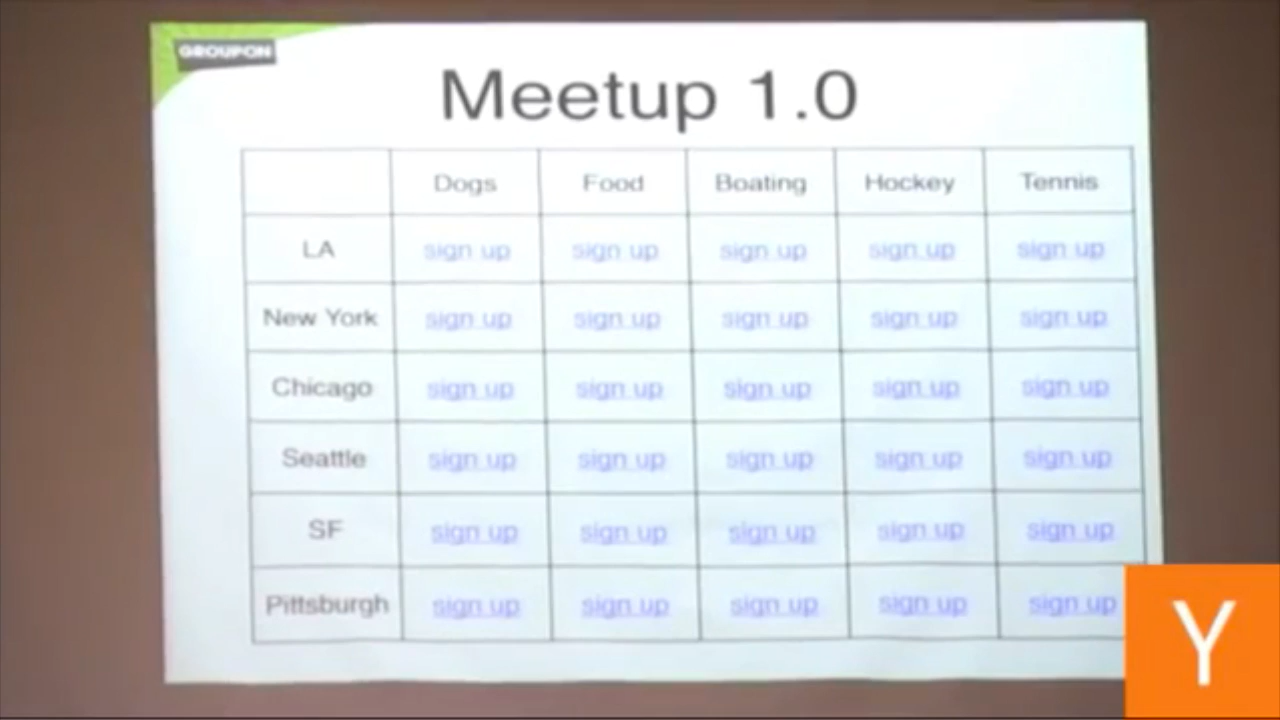 GROUPON
Meetup 1.0
Dogs Food Boating Hockey Tennis
LA sign up sign up sign up sign up sign up
New York sign up sign up sign up sign up sign up
Chicago sign up sign up sign up sign up sign up
Seattle sign up sign up sign up sign up sign up
SF sign up sign up sign up sign up sign up
Pittsburgh sign up sign up sign up sign up sign up
Y